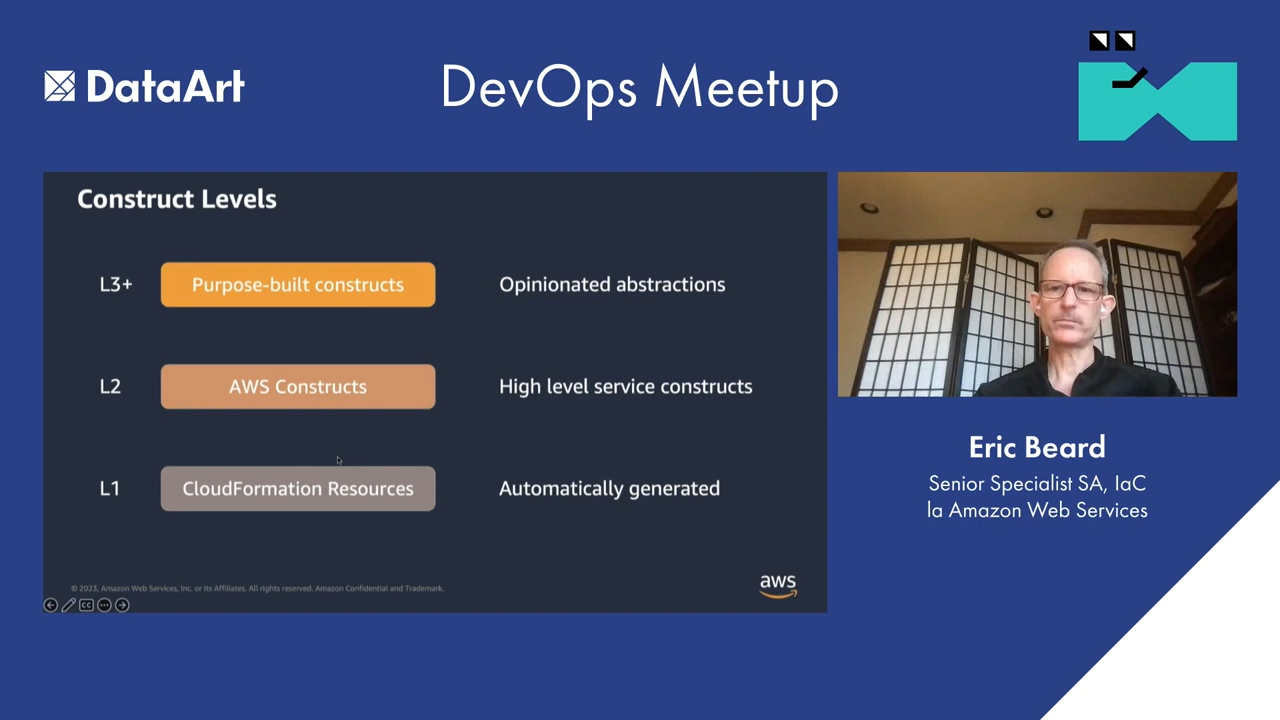 DataArt
DevOps Meetup
Construct Levels
L3+ Purpose-built constructs Opinionated abstractions
L2 AWS Constructs High level service constructs
L1 CloudFormation Resources Automatically generated
© 2023, Amazon Web Services, Inc. or its Affiliates. All rights reserved. Amazon Confidential and Trademark.
aws
CC
Eric Beard
Senior Specialist SA, IaC
la Amazon Web Services